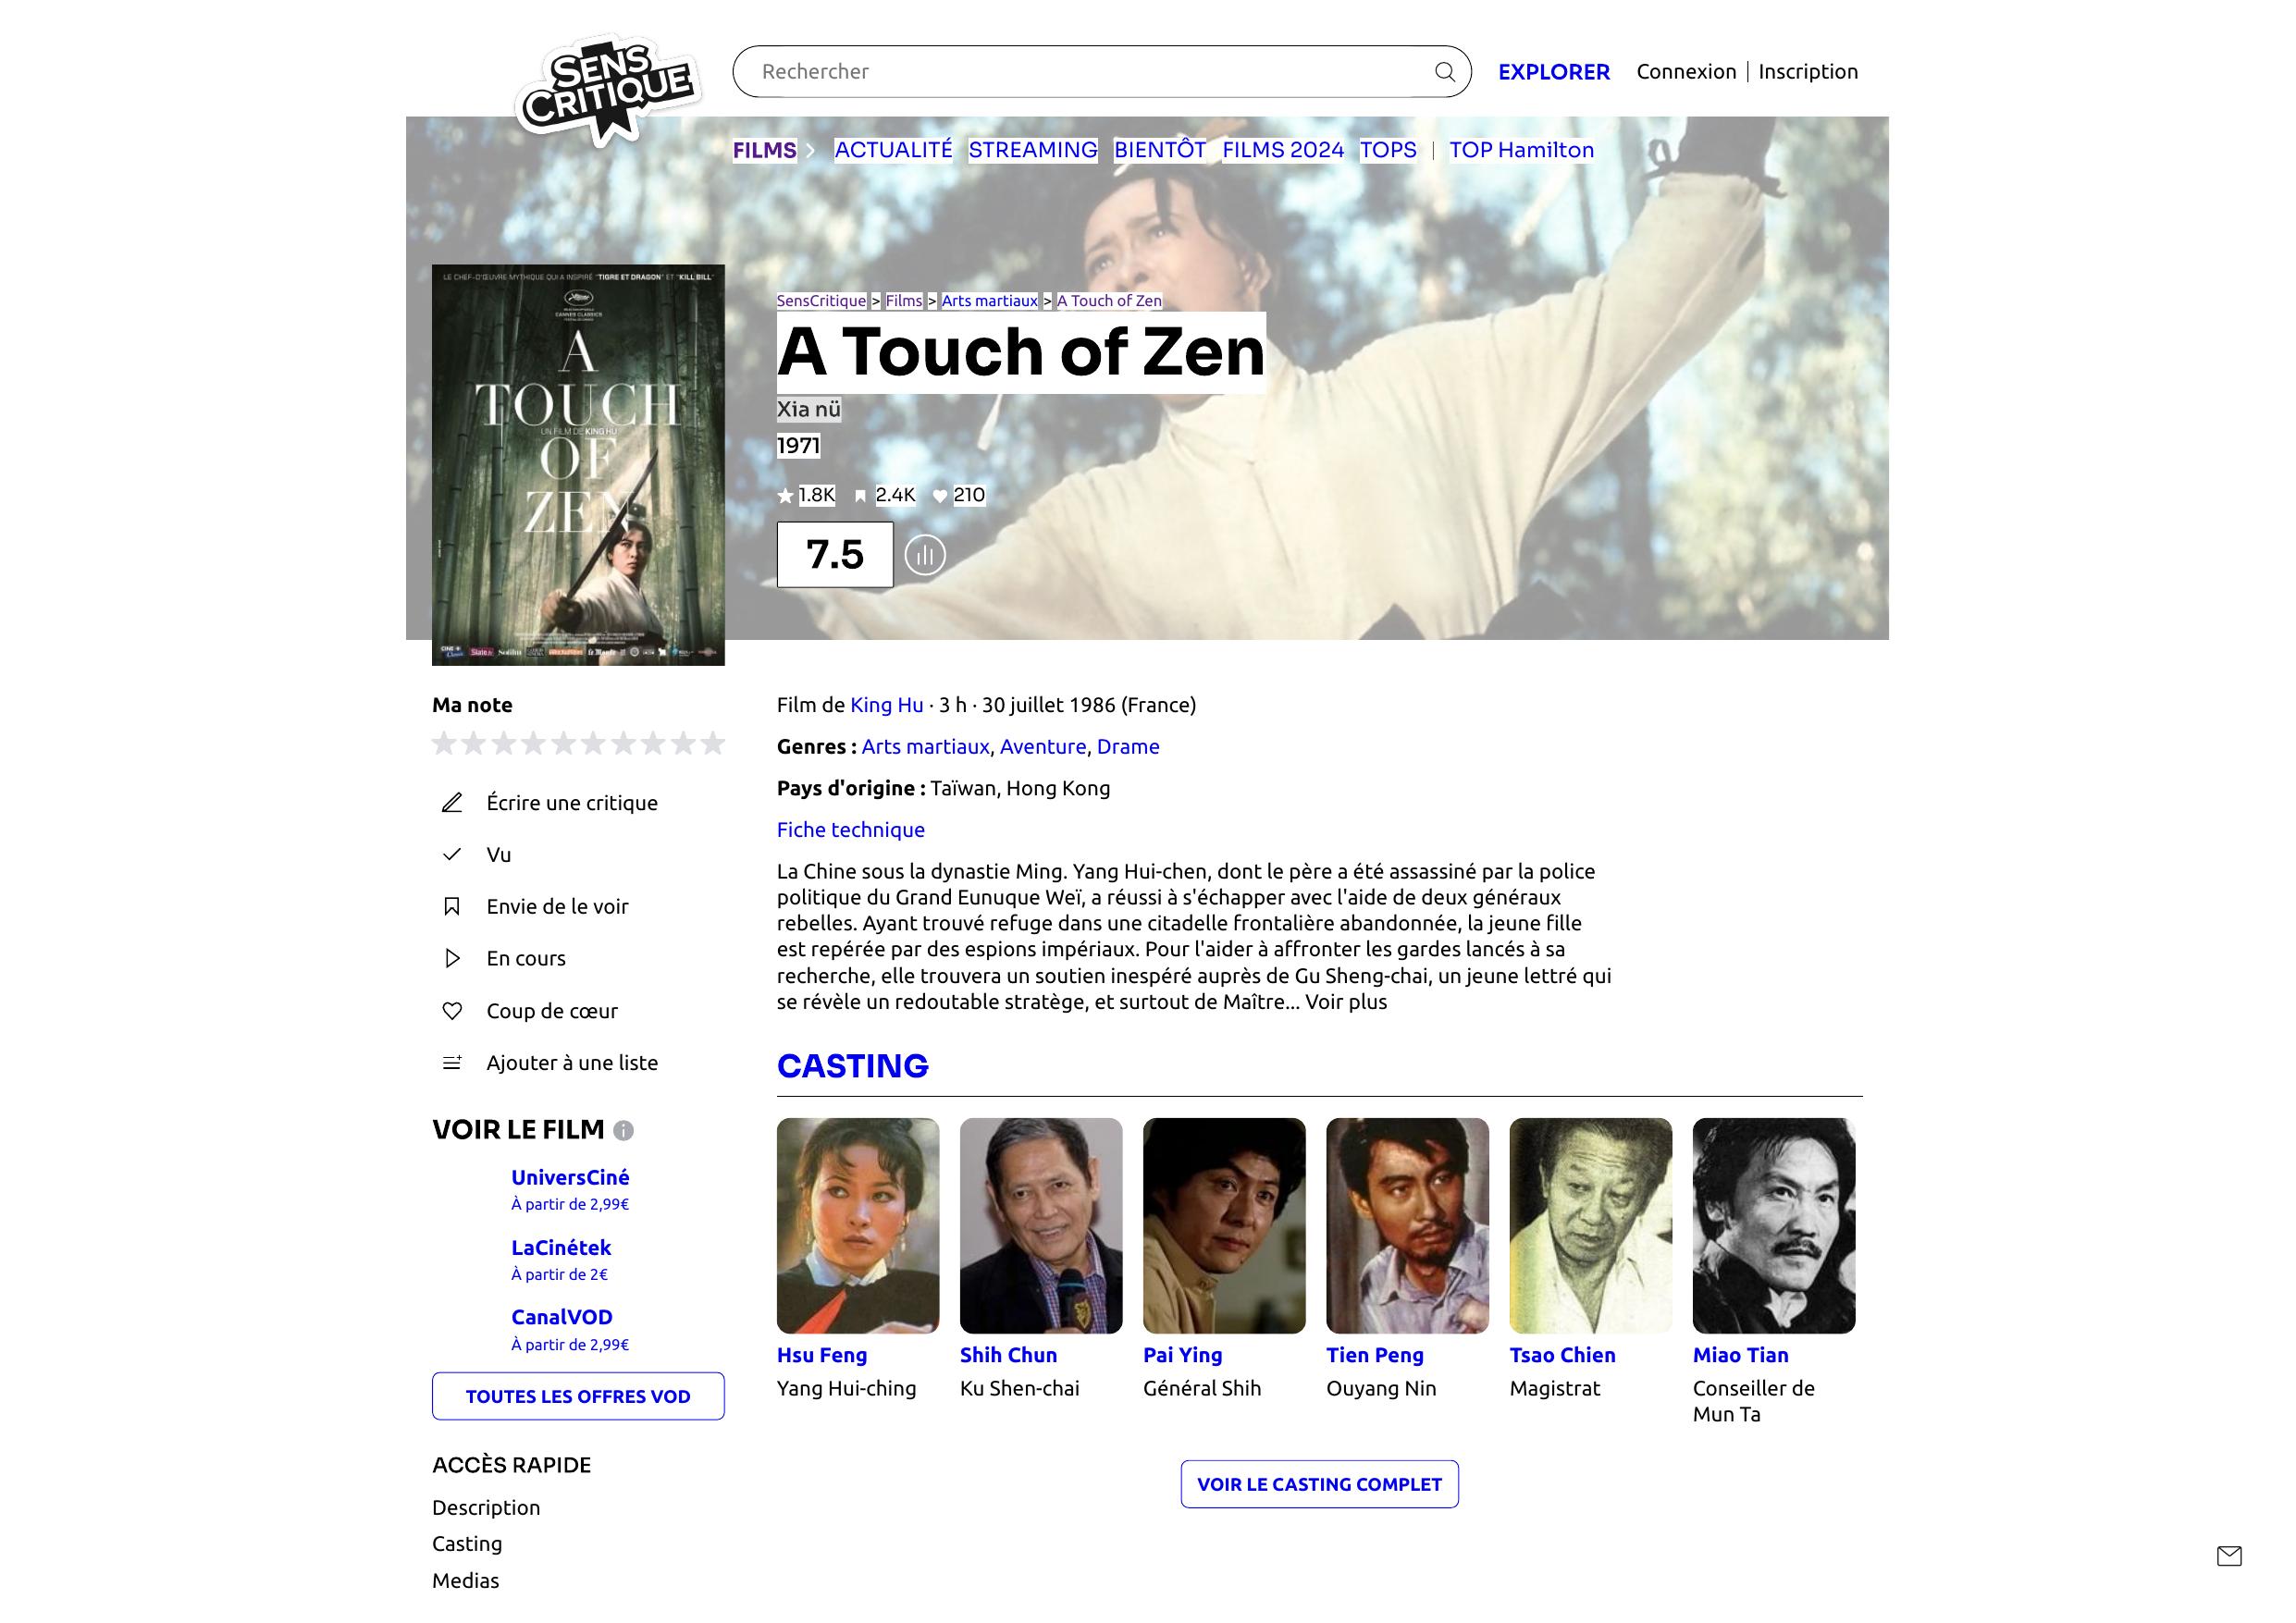 SENS
CRITIQUE
Rechercher
EXPLORER
Connexion | Inscription
FILMS
ACTUALITÉ
STREAMING
BIENTÔT
FILMS 2024
TOPS
|
TOP Hamilton
LE CHEF-D'ŒUVRE MYTHIQUE QUI A INSPIRÉ "TIGRE ET DRAGON" ET "KILL BILL"
CANNES CLASSICS
A
TOUCH
UN FILM DE KING HU
OF
ZEN
SensCritique > Films > Arts martiaux > A Touch of Zen
A Touch of Zen
Xia nü
1971
1.8K 2.4K 210
7.5
Ma note
Écrire une critique
Vu
Envie de le voir
En cours
Coup de cœur
Ajouter à une liste
VOIR LE FILM
UniversCiné
À partir de 2,99€
LaCinétek
À partir de 2€
CanalVOD
À partir de 2,99€
TOUTES LES OFFRES VOD
ACCÈS RAPIDE
Description
Casting
Medias
Film de King Hu · 3 h · 30 juillet 1986 (France)
Genres : Arts martiaux, Aventure, Drame
Pays d'origine : Taïwan, Hong Kong
Fiche technique
La Chine sous la dynastie Ming. Yang Hui-chen, dont le père a été assassiné par la police
politique du Grand Eunuque Weï, a réussi à s'échapper avec l'aide de deux généraux
rebelles. Ayant trouvé refuge dans une citadelle frontalière abandonnée, la jeune fille
est repérée par des espions impériaux. Pour l'aider à affronter les gardes lancés à sa
recherche, elle trouvera un soutien inespéré auprès de Gu Sheng-chai, un jeune lettré qui
se révèle un redoutable stratège, et surtout de Maître... Voir plus
CASTING
Hsu Feng
Yang Hui-ching
Shih Chun
Ku Shen-chai
Pai Ying
Général Shih
Tien Peng
Ouyang Nin
Tsao Chien
Magistrat
Miao Tian
Conseiller de
Mun Ta
VOIR LE CASTING COMPLET